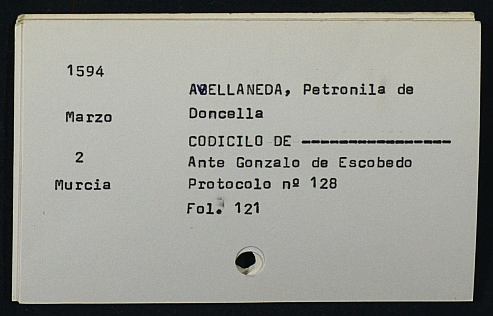 1594
AVELLANEDA, Petronila de
Marzo
Doncella
CODICILO DE ----------------
2
Ante Gonzalo de Escobedo
Murcia
Protocolo nº 128
Fol. 121